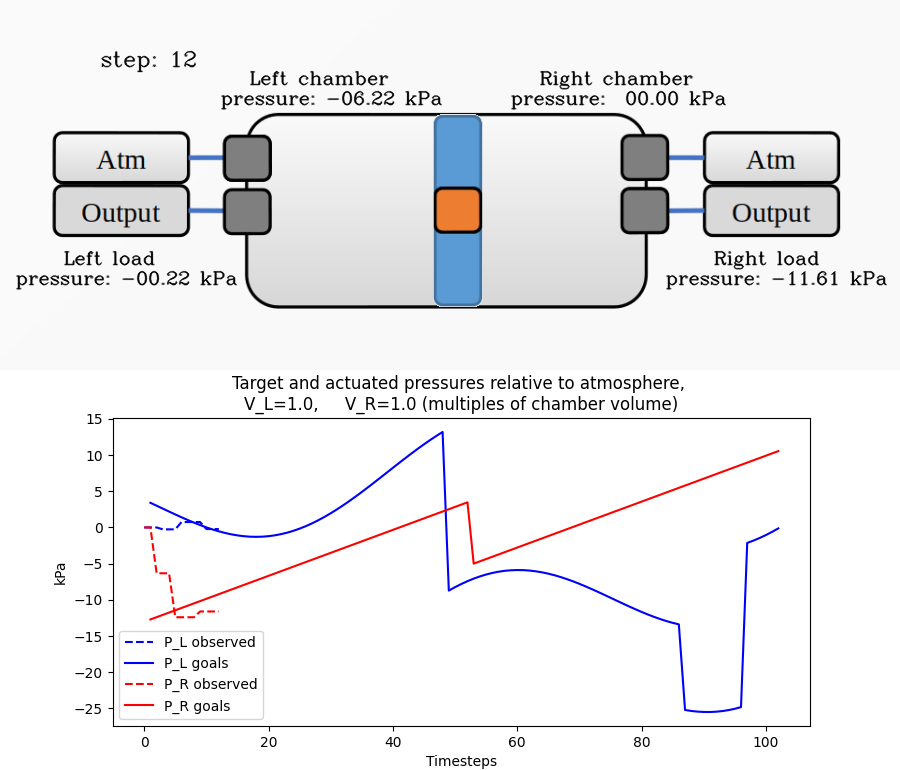 step: 12
Left chamber
pressure: −06.22 kPa
Right chamber
pressure: 00.00 kPa
Atm
Output
Atm
Output
Left load
pressure: −00.22 kPa
Right load
pressure: −11.61 kPa
Target and actuated pressures relative to atmosphere,
V_L=1.0, V_R=1.0 (multiples of chamber volume)
15
10
5
0
−5
−10
−15
−20
−25
kPa
P_L observed
P_L goals
P_R observed
P_R goals
0 20 40 60 80 100
Timesteps